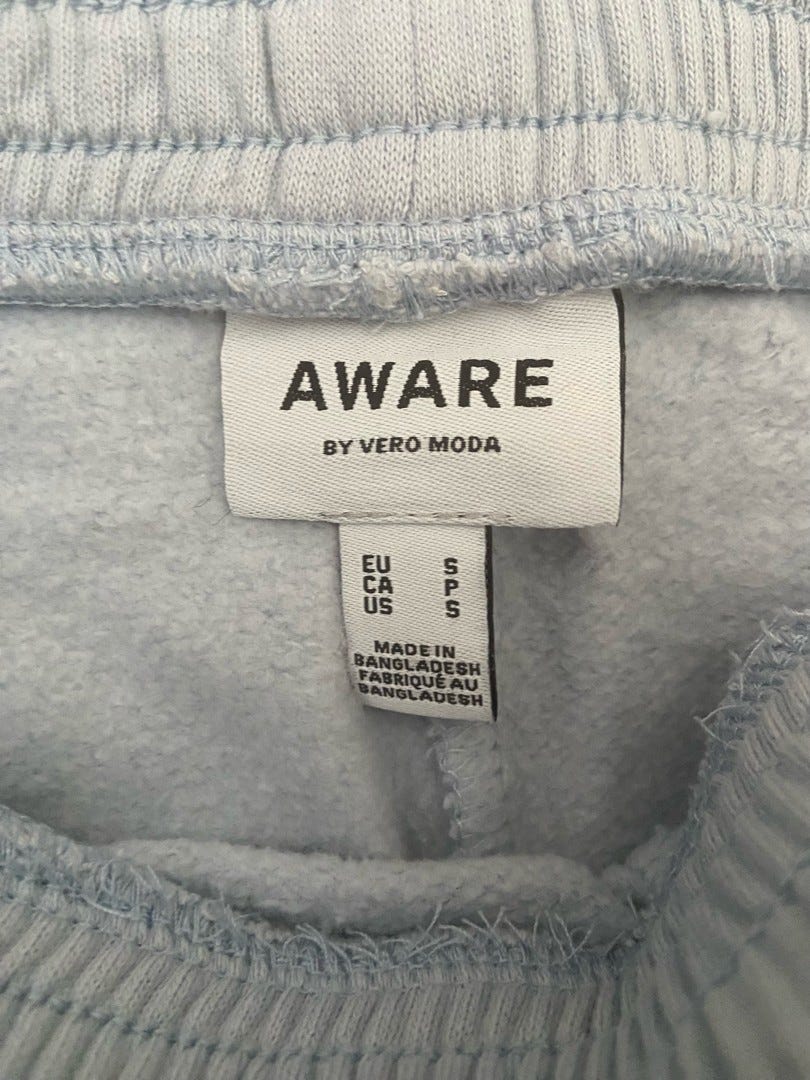 AWARE
BY VERO MODA
EU S
CA P
US S
MADE IN
BANGLADESH
FABRIQUÉ AU
BANGLADESH